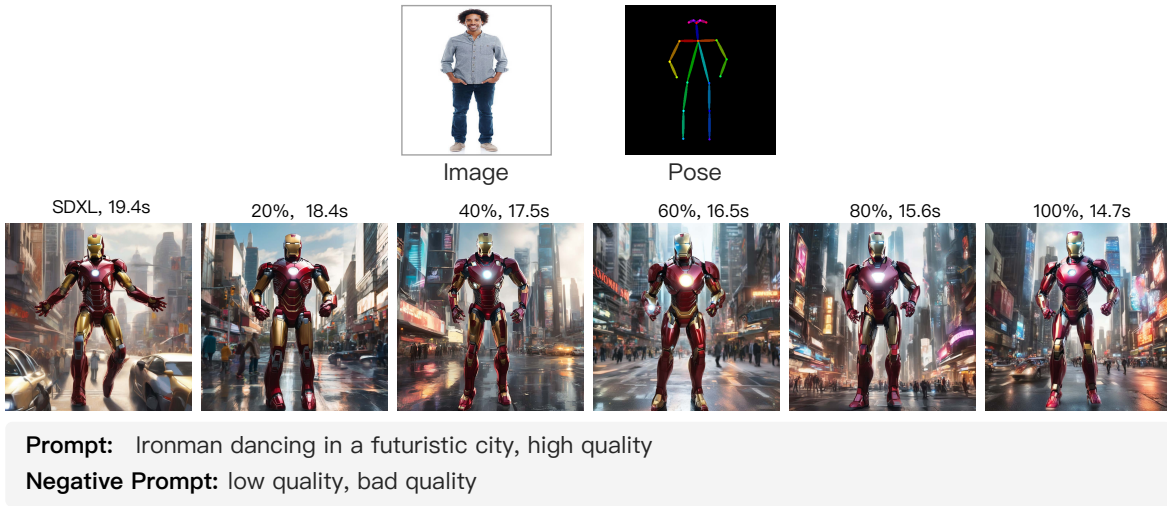 Image
Pose
SDXL, 19.4s
20%, 18.4s
40%, 17.5s
60%, 16.5s
80%, 15.6s
100%, 14.7s
Prompt: Ironman dancing in a futuristic city, high quality
Negative Prompt: low quality, bad quality